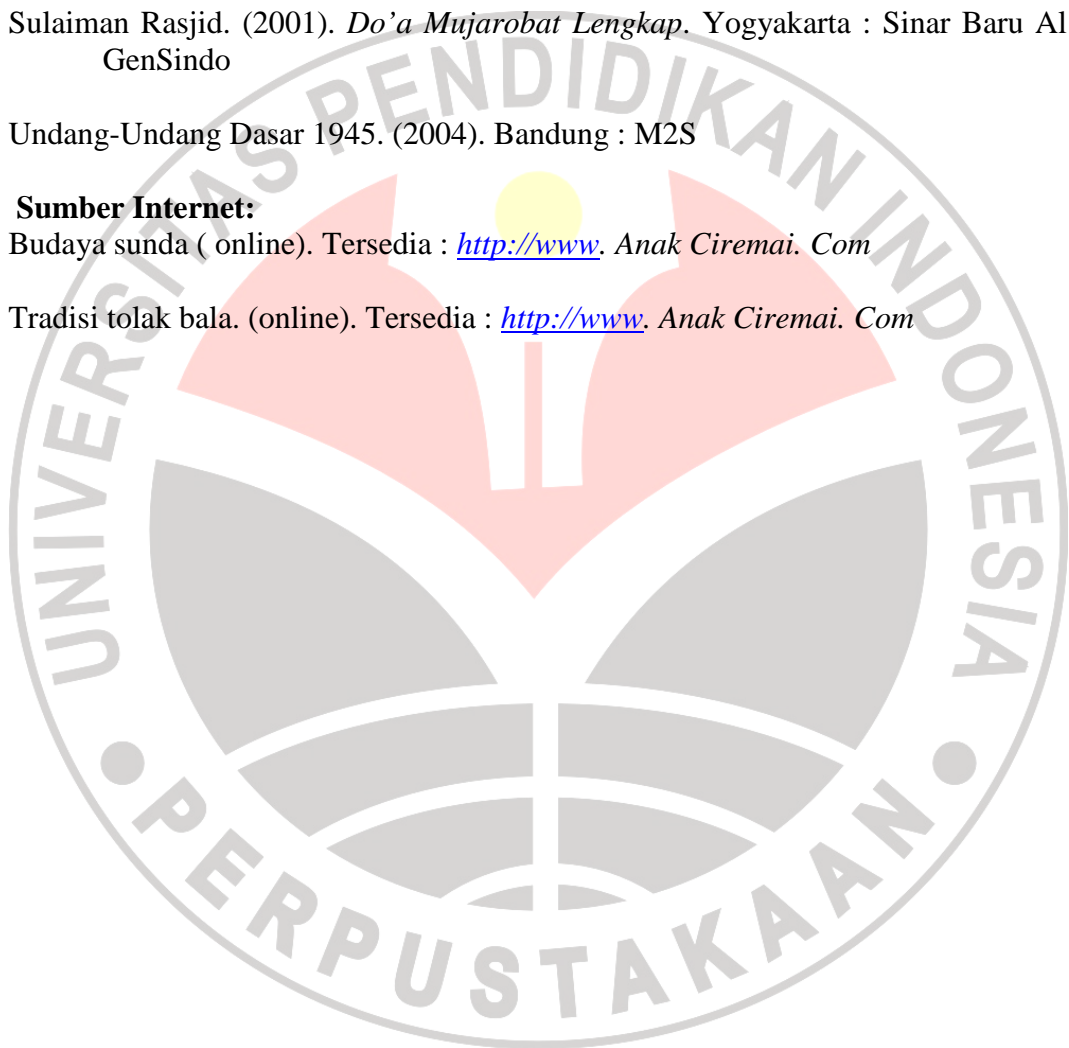 Sulaiman Rasjid. (2001). Do’a Mujarobat Lengkap. Yogyakarta : Sinar Baru Al
GenSindo
Undang-Undang Dasar 1945. (2004). Bandung : M2S
Sumber Internet:
Budaya sunda ( online). Tersedia : http://www. Anak Ciremai. Com
Tradisi tolak bala. (online). Tersedia : http://www. Anak Ciremai. Com
UNIVERSITAS PENDIDIKAN INDONESIA
PERPUSTAKAAN